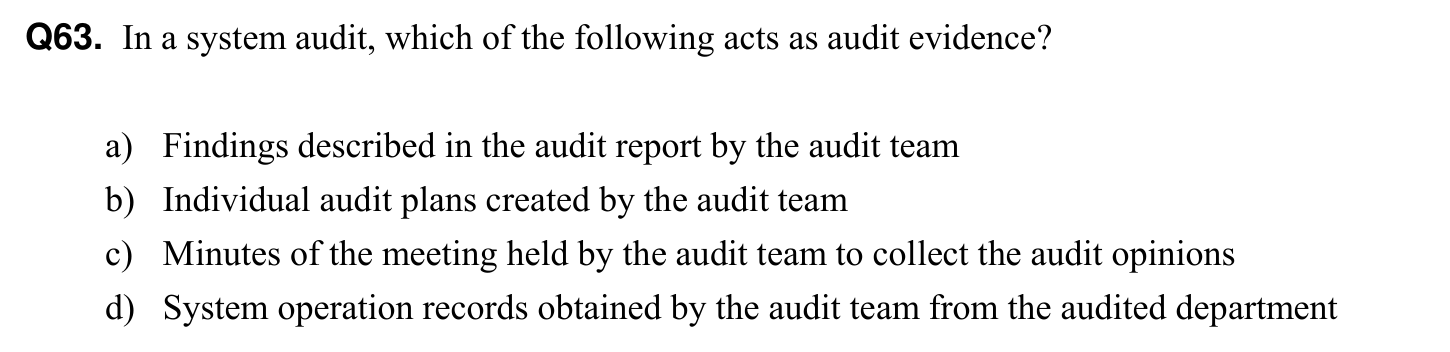 Q63. In a system audit, which of the following acts as audit evidence?
a) Findings described in the audit report by the audit team
b) Individual audit plans created by the audit team
c) Minutes of the meeting held by the audit team to collect the audit opinions
d) System operation records obtained by the audit team from the audited department